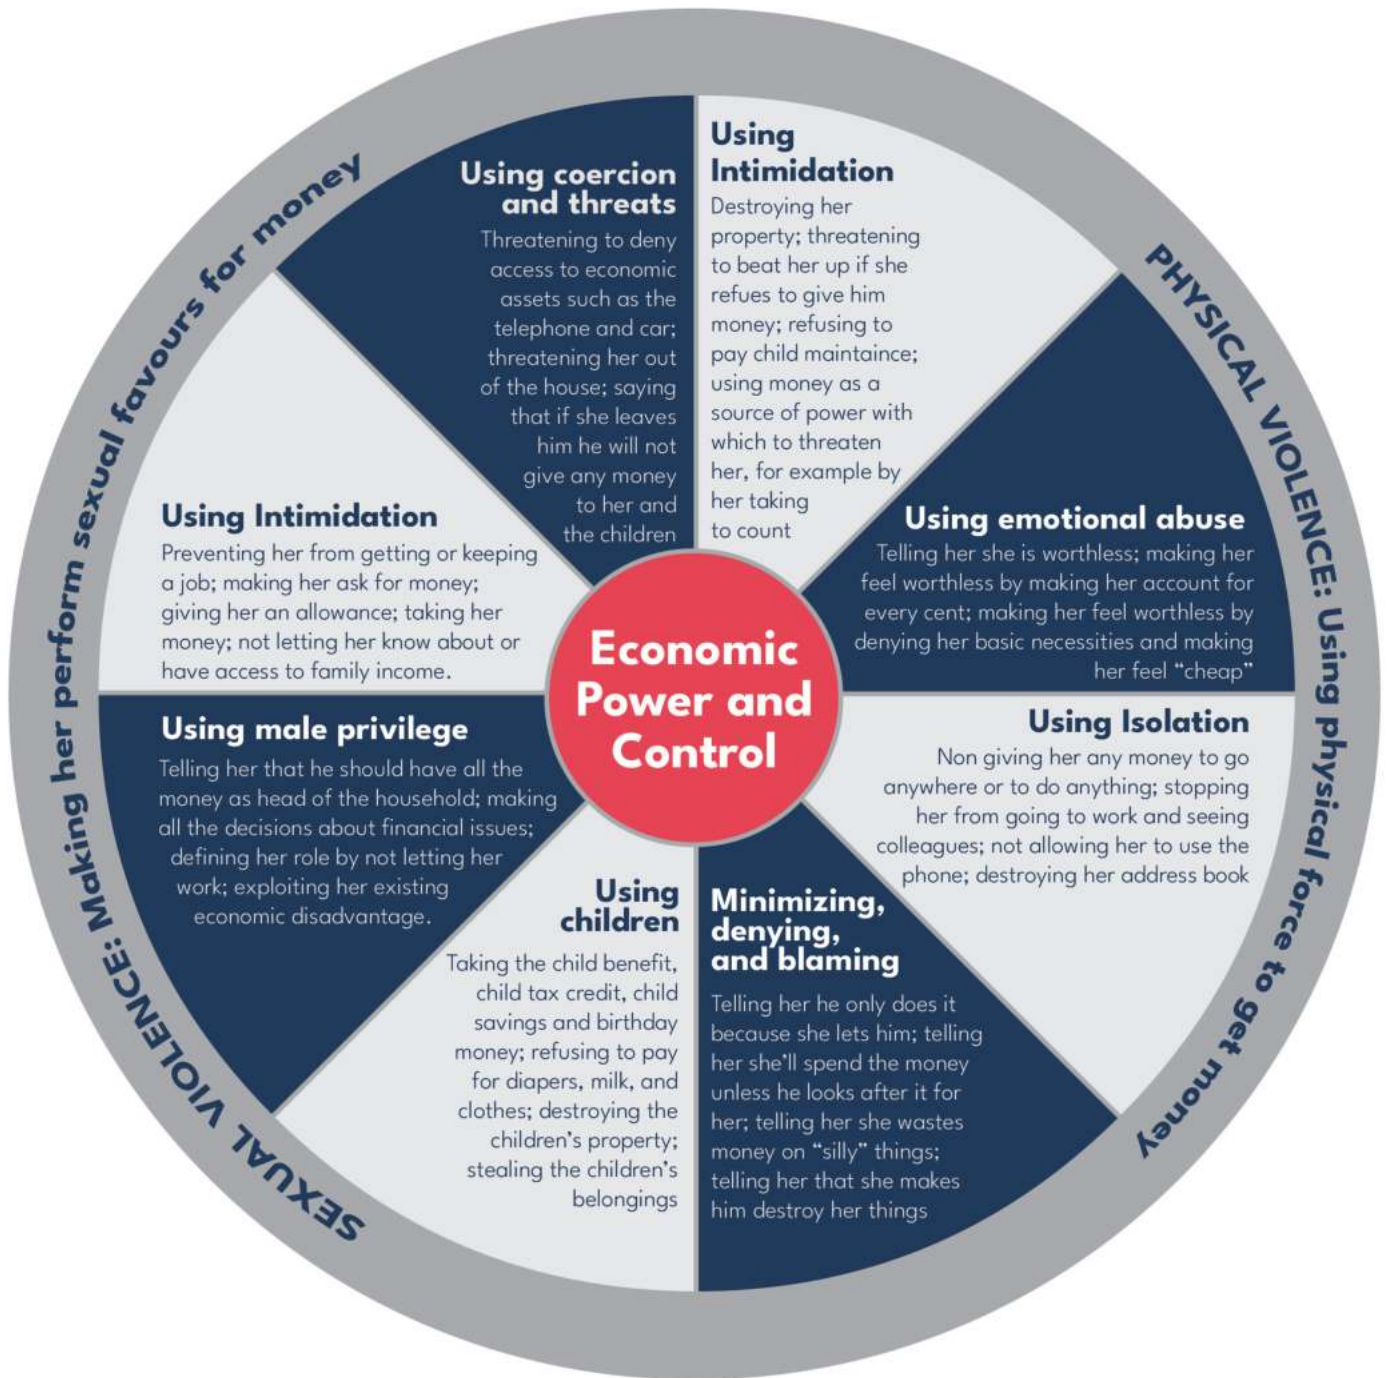 Economic
Power and
Control
Using
Intimidation
Destroying her
property; threatening
to beat her up if she
refues to give him
money; refusing to
pay child maintaince;
using money as a
source of power with
which to threaten
her, for example by
her taking
to count
Using emotional abuse
Telling her she is worthless; making her
feel worthless by making her account for
every cent; making her feel worthless by
denying her basic necessities and making
her feel “cheap”
Using Isolation
Non giving her any money to go
anywhere or to do anything; stopping
her from going to work and seeing
colleagues; not allowing her to use the
phone; destroying her address book
Minimizing,
denying,
and blaming
Telling her he only does it
because she lets him; telling
her she’ll spend the money
unless he looks after it for
her; telling her she wastes
money on “silly” things;
telling her that she makes
him destroy her things
Using
children
Taking the child benefit,
child tax credit, child
savings and birthday
money; refusing to pay
for diapers, milk, and
clothes; destroying the
children’s property;
stealing the children’s
belongings
Using male privilege
Telling her that he should have all the
money as head of the household; making
all the decisions about financial issues;
defining her role by not letting her
work; exploiting her existing
economic disadvantage.
Using Intimidation
Preventing her from getting or keeping
a job; making her ask for money;
giving her an allowance; taking her
money; not letting her know about or
have access to family income.
Using coercion
and threats
Threatening to deny
access to economic
assets such as the
telephone and car;
threatening her out
of the house; saying
that if she leaves
him he will not
give any money
to her and
the children
PHYSICAL VIOLENCE: Using physical force to get money
SEXUAL VIOLENCE: Making her perform sexual favours for money